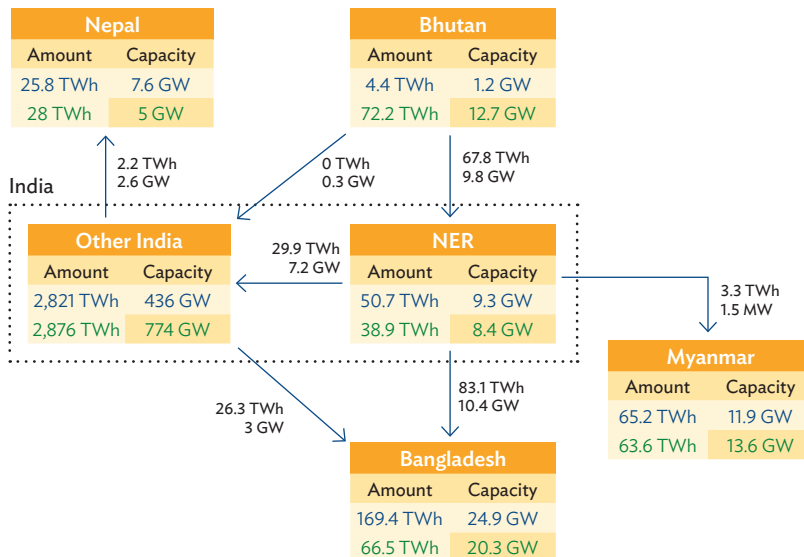 Nepal
Amount Capacity
25.8 TWh 7.6 GW
28 TWh 5 GW
Bhutan
Amount Capacity
4.4 TWh 1.2 GW
72.2 TWh 12.7 GW
2.2 TWh
2.6 GW
0 TWh
0.3 GW
67.8 TWh
9.8 GW
India
Other India
Amount Capacity
2,821 TWh 436 GW
2,876 TWh 774 GW
29.9 TWh
7.2 GW
NER
Amount Capacity
50.7 TWh 9.3 GW
38.9 TWh 8.4 GW
3.3 TWh
1.5 MW
26.3 TWh
3 GW
83.1 TWh
10.4 GW
Myanmar
Amount Capacity
65.2 TWh 11.9 GW
63.6 TWh 13.6 GW
Bangladesh
Amount Capacity
169.4 TWh 24.9 GW
66.5 TWh 20.3 GW